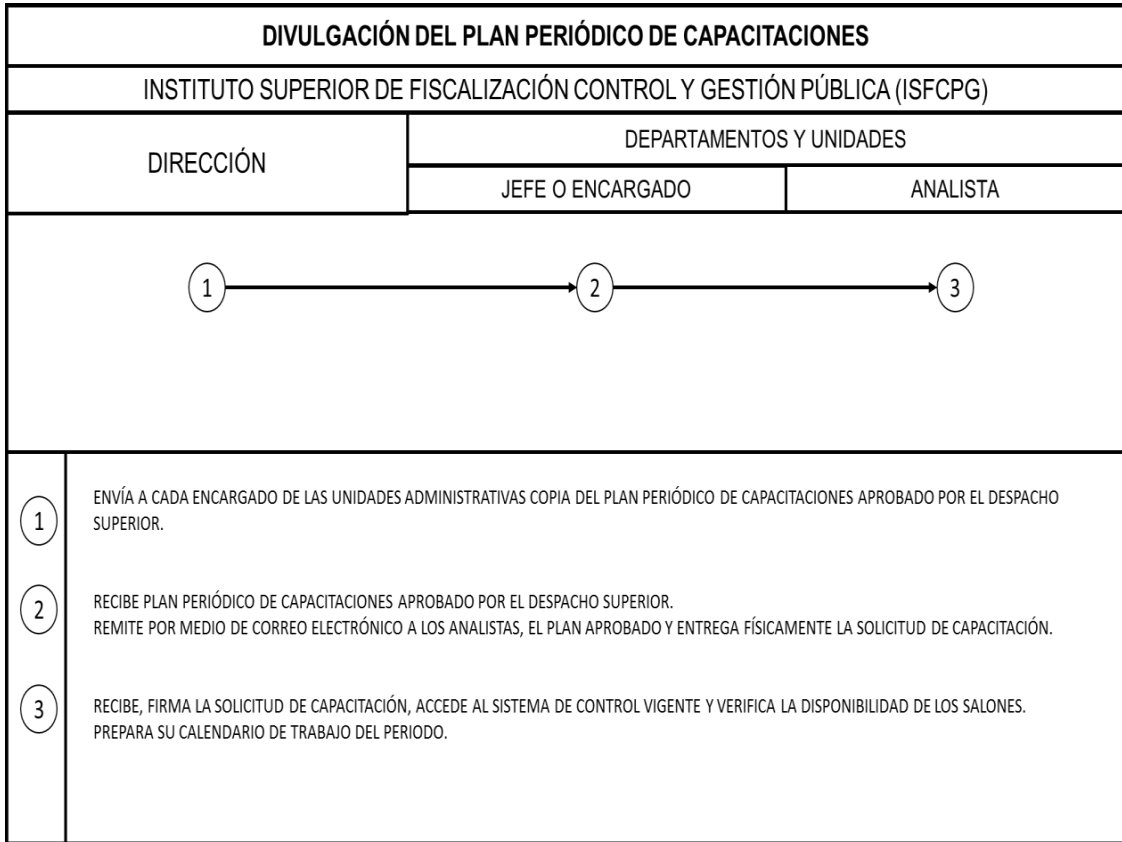 DIVULGACIÓN DEL PLAN PERIÓDICO DE CAPACITACIONES
INSTITUTO SUPERIOR DE FISCALIZACIÓN CONTROL Y GESTIÓN PÚBLICA (ISFCPG)
DIRECCIÓN
DEPARTAMENTOS Y UNIDADES
JEFE O ENCARGADO
ANALISTA
1
2
3
1
ENVÍA A CADA ENCARGADO DE LAS UNIDADES ADMINISTRATIVAS COPIA DEL PLAN PERIÓDICO DE CAPACITACIONES APROBADO POR EL DESPACHO
SUPERIOR.
2
RECIBE PLAN PERIÓDICO DE CAPACITACIONES APROBADO POR EL DESPACHO SUPERIOR.
REMITE POR MEDIO DE CORREO ELECTRÓNICO A LOS ANALISTAS, EL PLAN APROBADO Y ENTREGA FÍSICAMENTE LA SOLICITUD DE CAPACITACIÓN.
3
RECIBE, FIRMA LA SOLICITUD DE CAPACITACIÓN, ACCEDE AL SISTEMA DE CONTROL VIGENTE Y VERIFICA LA DISPONIBILIDAD DE LOS SALONES.
PREPARA SU CALENDARIO DE TRABAJO DEL PERIODO.